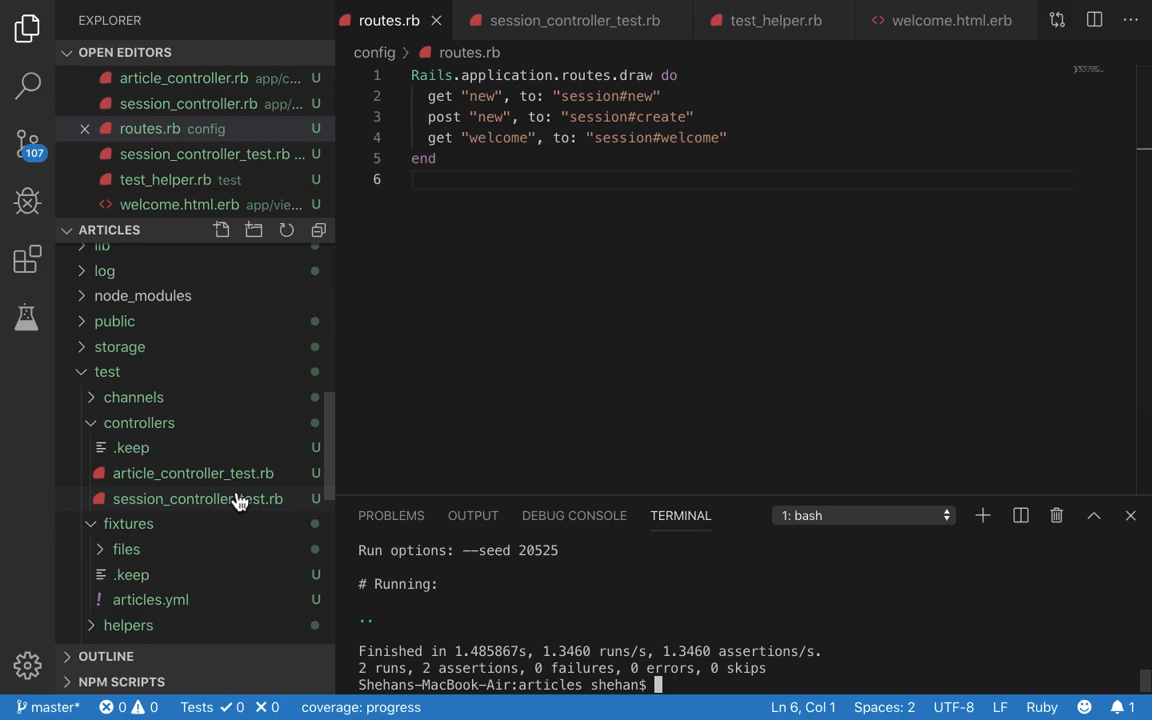 EXPLORER
routes.rb
session_controller_test.rb
test_helper.rb
welcome.html.erb
OPEN EDITORS
article_controller.rb app/c... U
session_controller.rb app/... U
routes.rb config U
session_controller_test.rb ... U
test_helper.rb test U
welcome.html.erb app/vie... U
107
config > routes.rb
1 Rails.application.routes.draw do
2 get "new", to: "session#new"
3 post "new", to: "session#create"
4 get "welcome", to: "session#welcome"
5 end
6
ARTICLES
lib
log
node_modules
public
storage
test
channels
controllers
.keep U
article_controller_test.rb U
session_controller_test.rb U
fixtures
files
.keep U
! articles.yml U
helpers
OUTLINE
NPM SCRIPTS
PROBLEMS OUTPUT DEBUG CONSOLE TERMINAL 1: bash
Run options: --seed 20525
# Running:
..
Finished in 1.485867s, 1.3460 runs/s, 1.3460 assertions/s.
2 runs, 2 assertions, 0 failures, 0 errors, 0 skips
Shehans-MacBook-Air:articles shehan$
master* 0 0 Tests 0 0 coverage: progress Ln 6, Col 1 Spaces: 2 UTF-8 LF Ruby 1